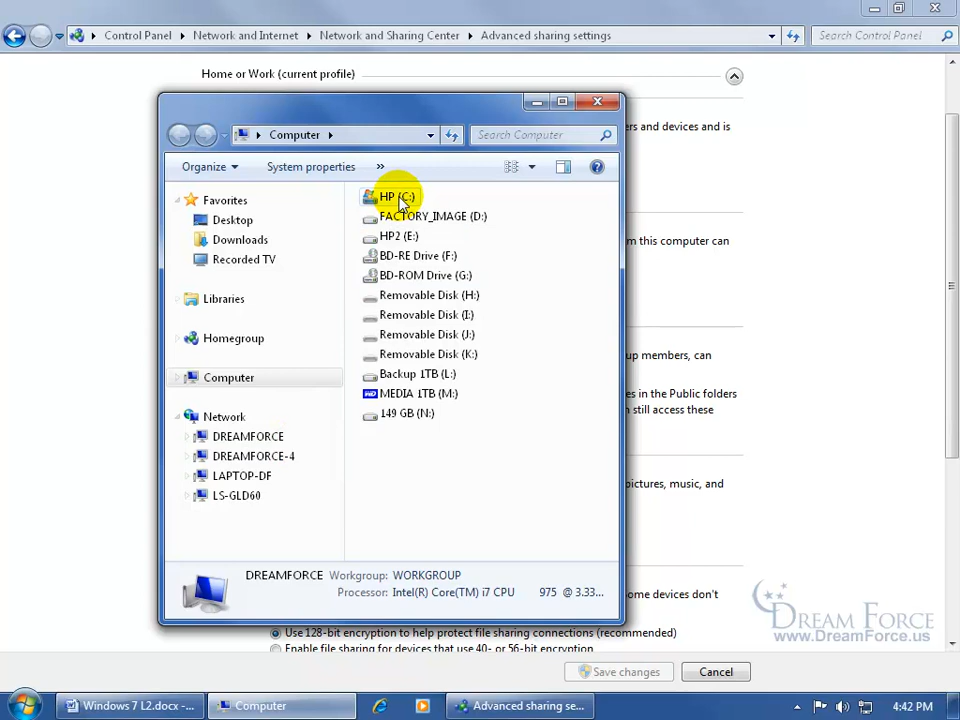 Control Panel Network and Internet Network and Sharing Center Advanced sharing settings Search Control Panel
Home or Work (current profile)
ers and devices and is
Computer Search Computer
Organize System properties » ?
from this computer can
up members, can
es in the Public folders
n still access these
pictures, music, and
ome devices don't
Favorites
Desktop
Downloads
Recorded TV
Libraries
Homegroup
Computer
Network
DREAMFORCE
DREAMFORCE-4
LAPTOP-DF
LS-GLD60
HP (C:)
FACTORY_IMAGE (D:)
HP2 (E:)
BD-RE Drive (F:)
BD-ROM Drive (G:)
Removable Disk (H:)
Removable Disk (I:)
Removable Disk (J:)
Removable Disk (K:)
Backup 1TB (L:)
WD MEDIA 1TB (M:)
149 GB (N:)
DREAMFORCE Workgroup: WORKGROUP
Processor: Intel(R) Core(TM) i7 CPU 975 @ 3.33...
Use 128-bit encryption to help protect file sharing connections (recommended)
Enable file sharing for devices that use 40- or 56-bit encryption
DREAM FORCE
www.DreamForce.us
Save changes Cancel
Windows 7 L2.docx -... Computer Advanced sharing se... 4:42 PM